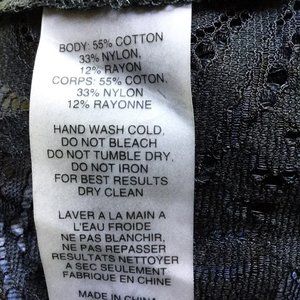 BODY: 55% COTTON
33% NYLON,
12% RAYON
CORPS: 55% COTON,
33% NYLON,
12% RAYONNE
HAND WASH COLD,
DO NOT BLEACH
DO NOT TUMBLE DRY,
DO NOT IRON
FOR BEST RESULTS
DRY CLEAN
LAVER A LA MAIN A
L'EAU FROIDE
NE PAS BLANCHIR,
NE PAS REPASSER
RESULTATS NETTOYER
A SEC SEULEMENT
FABRIQUE EN CHINE
MADE IN CHINA